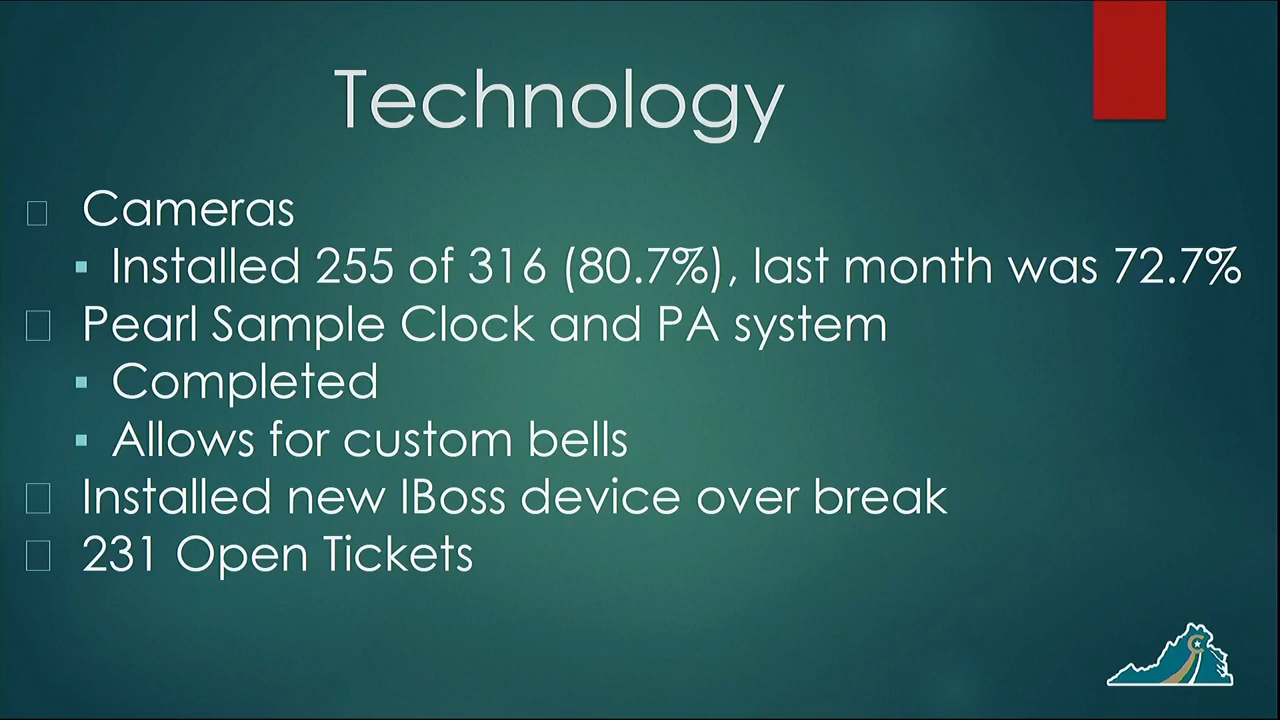 Technology
Cameras
Installed 255 of 316 (80.7%), last month was 72.7%
Pearl Sample Clock and PA system
Completed
Allows for custom bells
Installed new IBoss device over break
231 Open Tickets